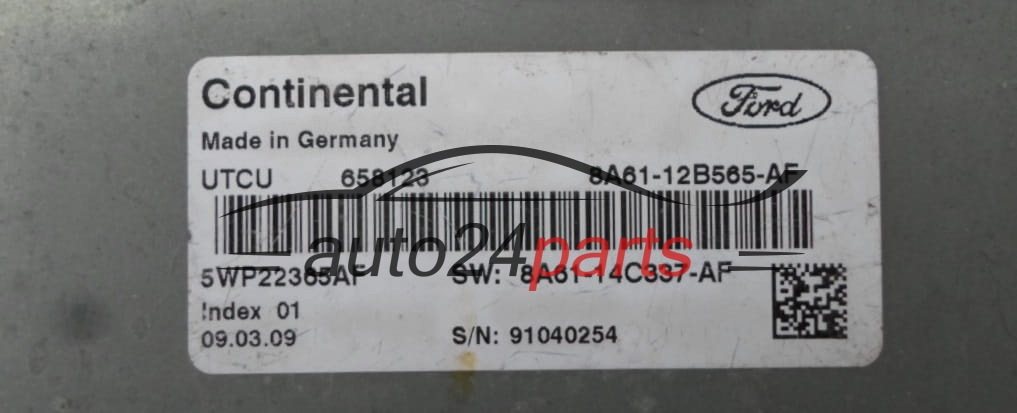 Continental
Ford
Made in Germany
UTCU 658123 8A61-12B565-AF
auto24parts
5WP22365AF SW: 8A61-14C337-AF
Index 01
09.03.09 S/N: 91040254